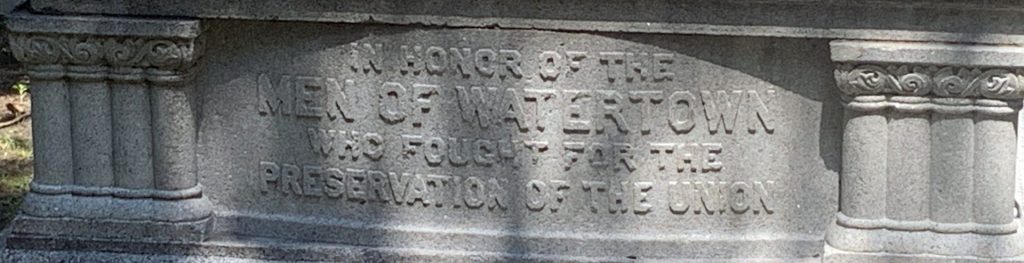 IN HONOR OF THE
MEN OF WATERTOWN
WHO FOUGHT FOR THE
PRESERVATION OF THE UNION